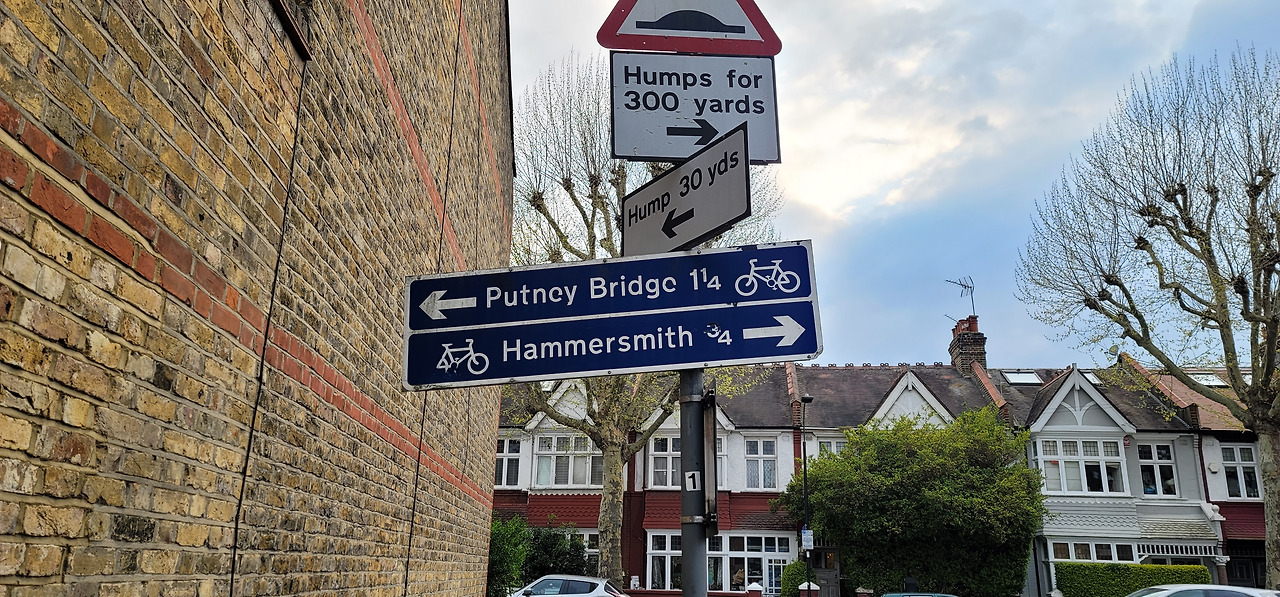 Humps for
300 yards
Hump 30 yds
Putney Bridge 1¼
Hammersmith ¾
1